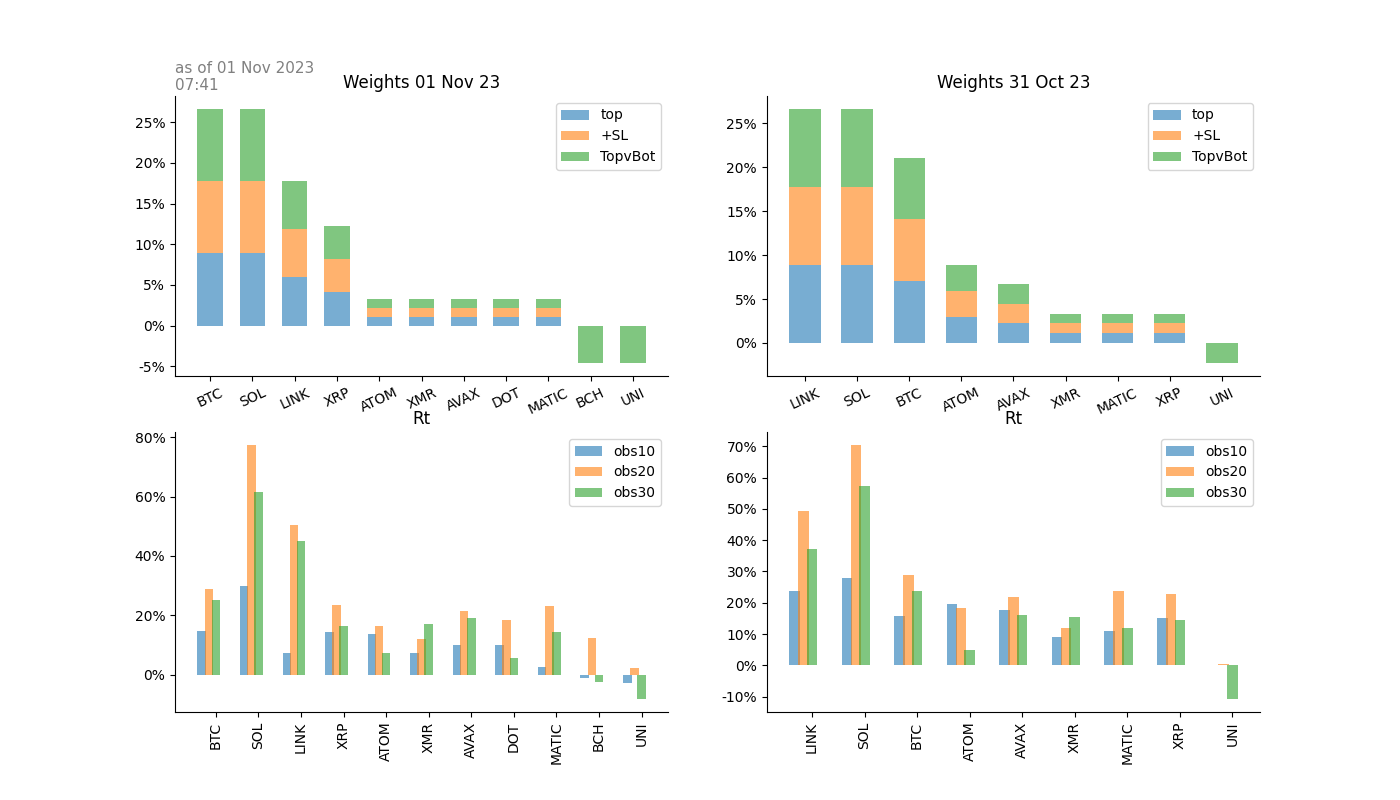 as of 01 Nov 2023
07:41
Weights 01 Nov 23
25%
20%
15%
10%
5%
0%
-5%
top
+SL
TopvBot
BTC
SOL
LINK
XRP
ATOM
XMR
AVAX
DOT
MATIC
BCH
UNI
Weights 31 Oct 23
25%
20%
15%
10%
5%
0%
top
+SL
TopvBot
LINK
SOL
BTC
ATOM
AVAX
XMR
MATIC
XRP
UNI
Rt
80%
60%
40%
20%
0%
obs10
obs20
obs30
BTC
SOL
LINK
XRP
ATOM
XMR
AVAX
DOT
MATIC
BCH
UNI
Rt
70%
60%
50%
40%
30%
20%
10%
0%
-10%
obs10
obs20
obs30
LINK
SOL
BTC
ATOM
AVAX
XMR
MATIC
XRP
UNI